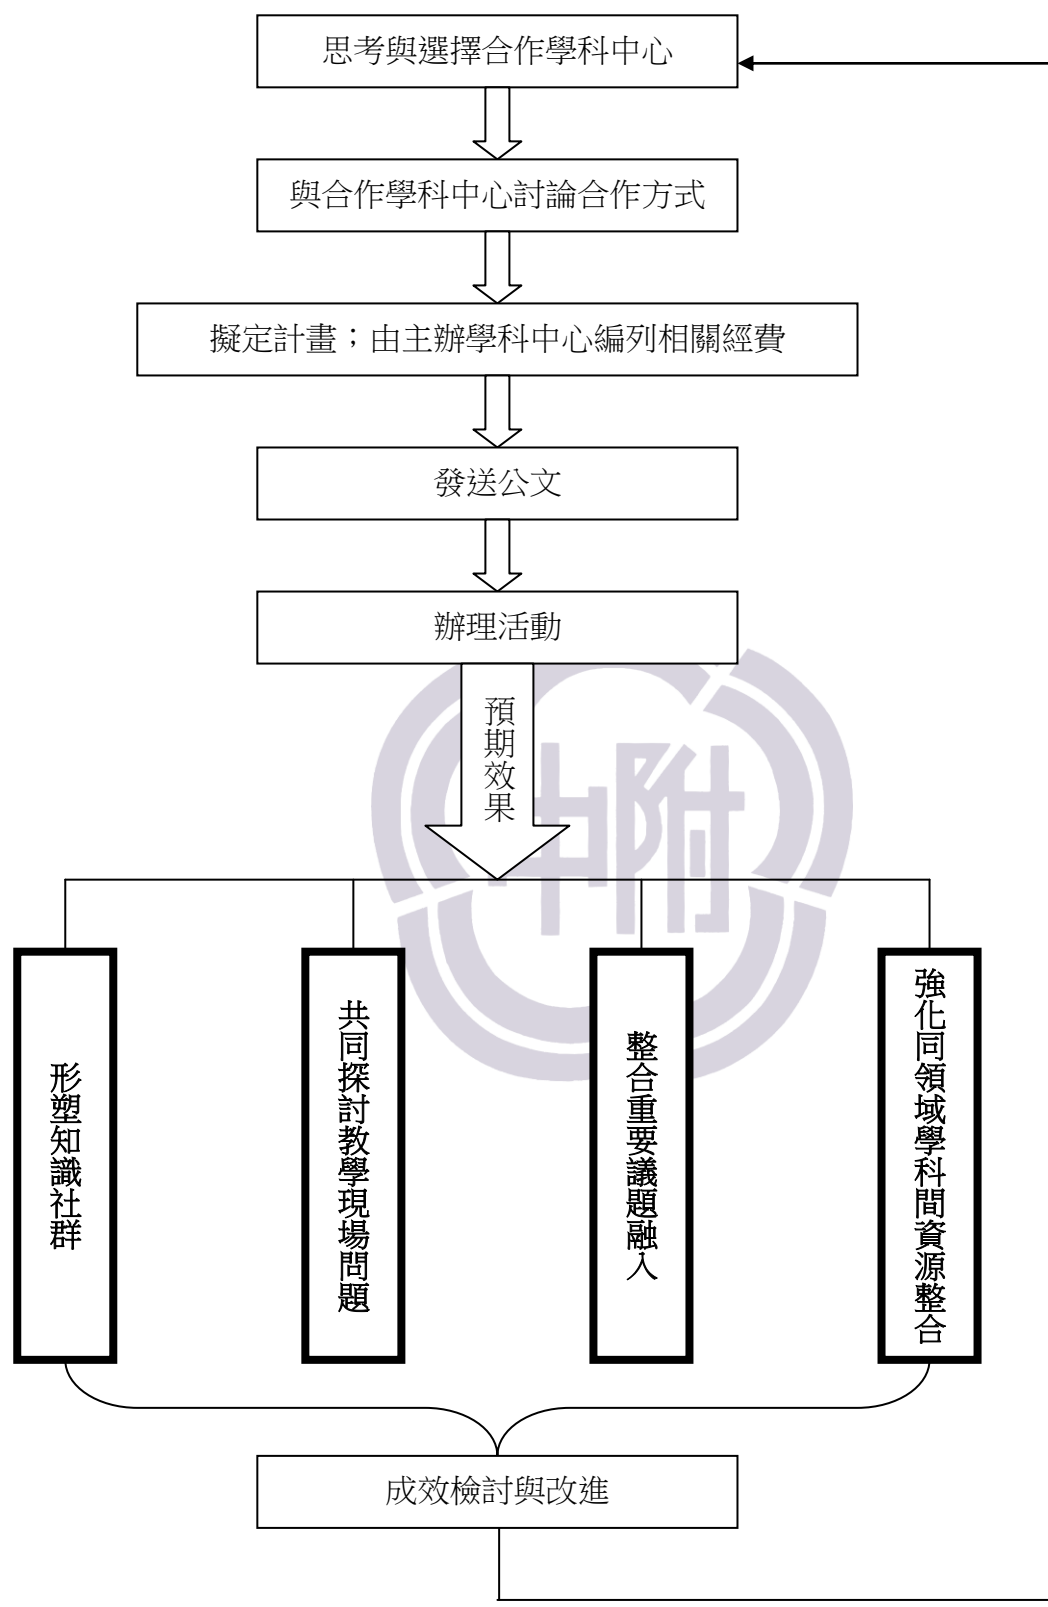 思考與選擇合作學科中心
與合作學科中心討論合作方式
擬定計畫；由主辦學科中心編列相關經費
發送公文
辦理活動
預期效果
中附
形塑知識社群
共同探討教學現場問題
整合重要議題融入
強化同領域學科間資源整合
成效檢討與改進